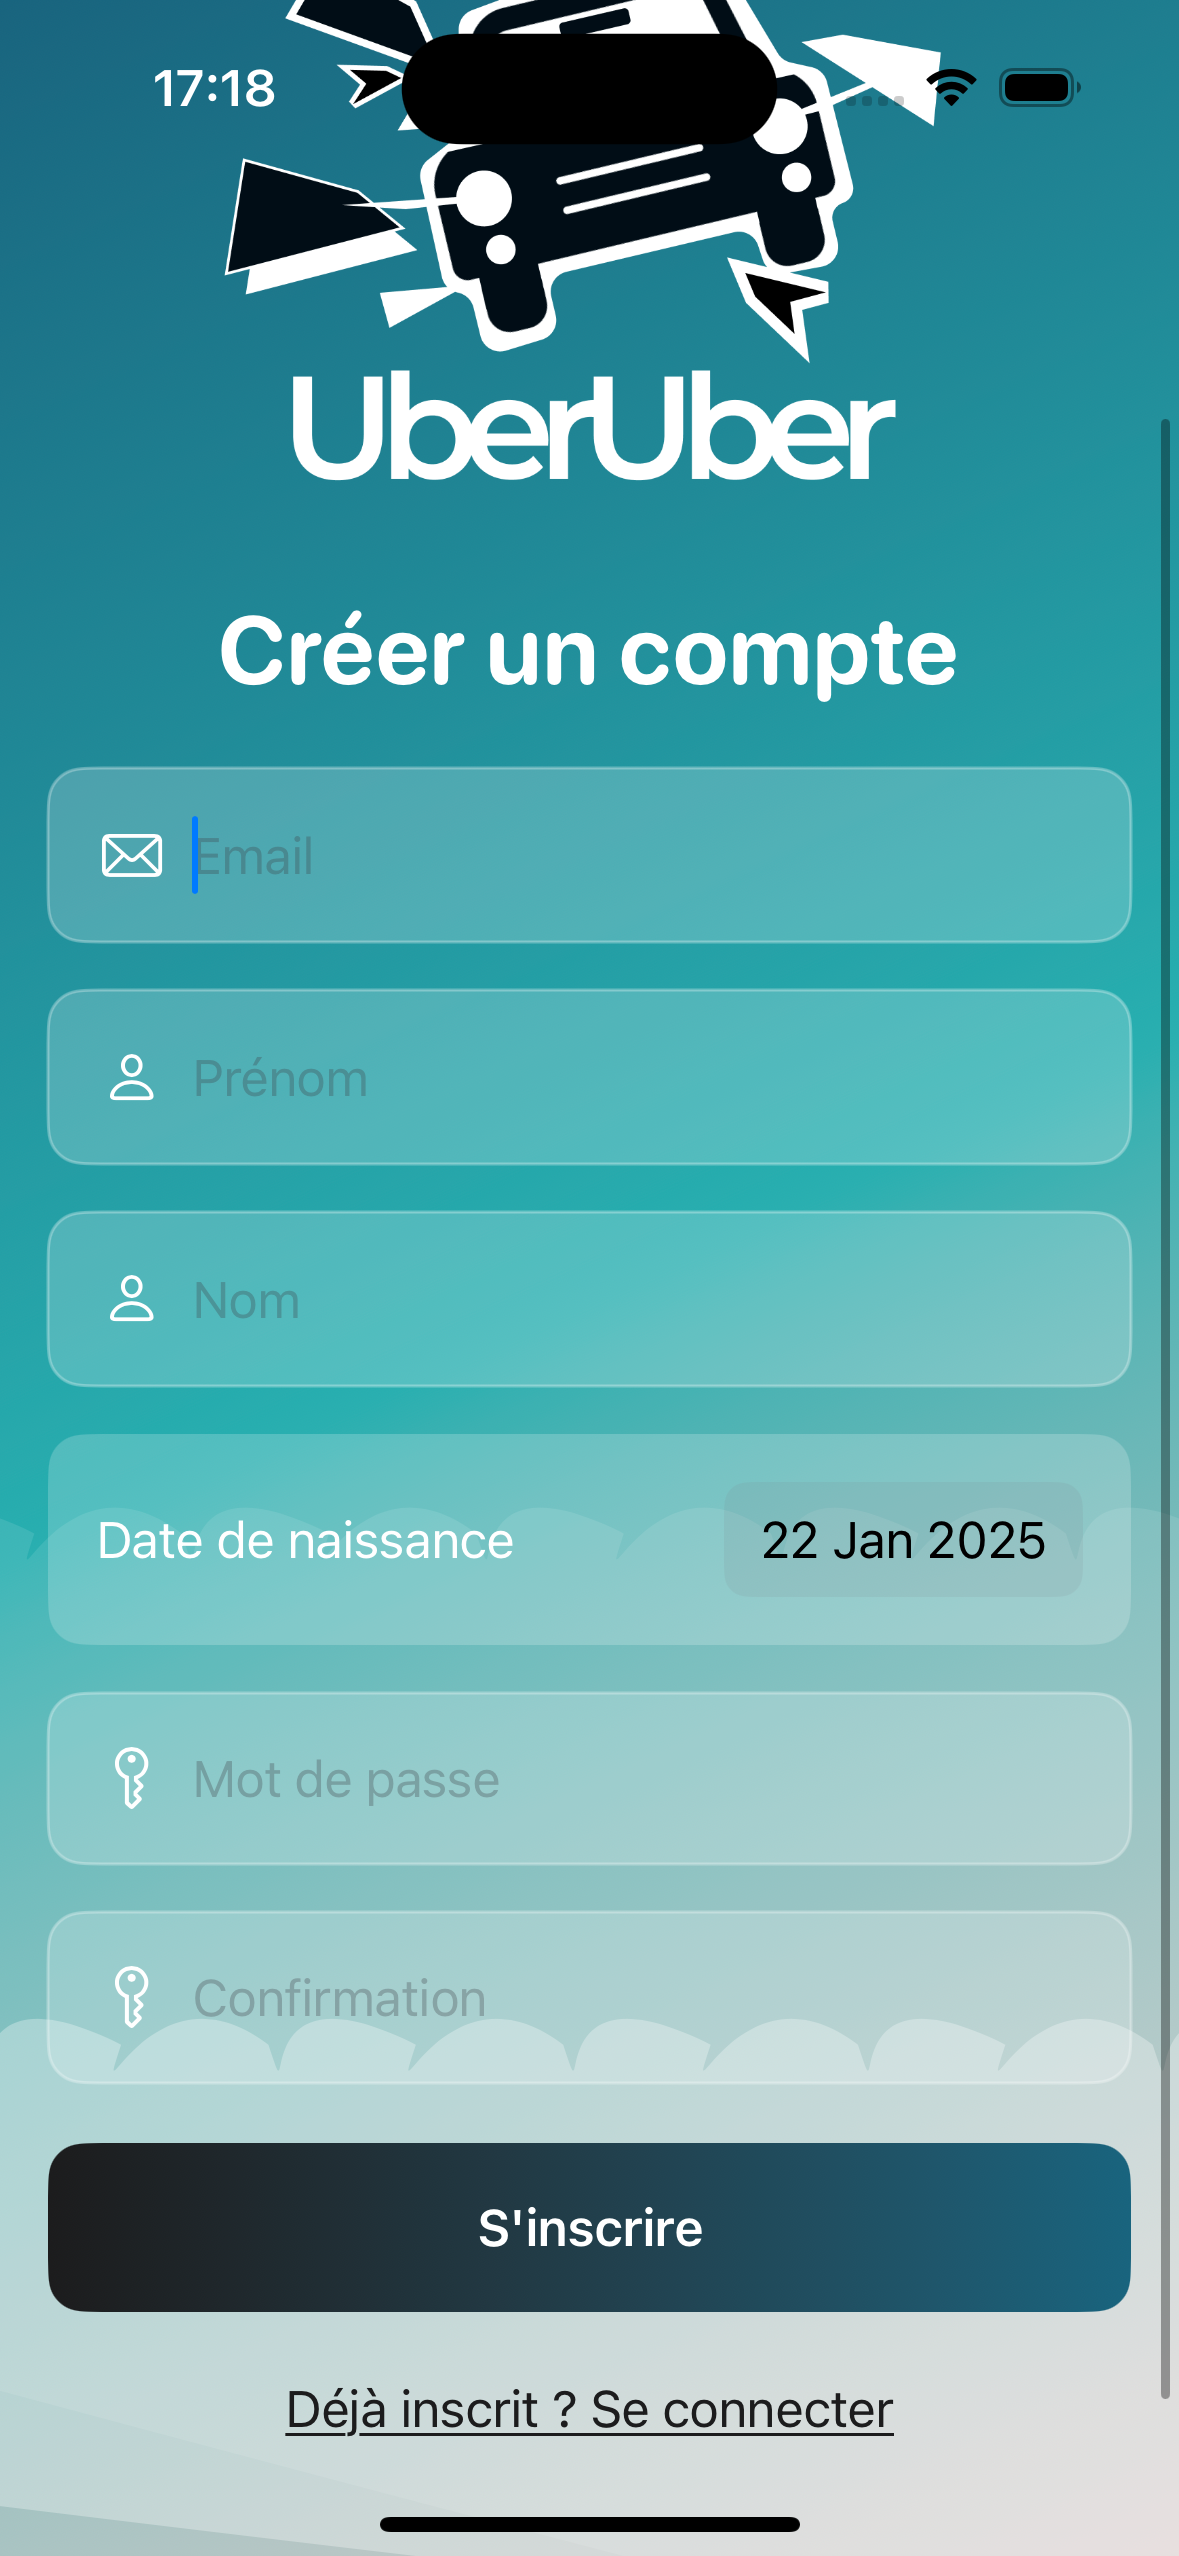 17:18
UberUber
Créer un compte
Email
Prénom
Nom
Date de naissance 22 Jan 2025
Mot de passe
Confirmation
S'inscrire
Déjà inscrit ? Se connecter